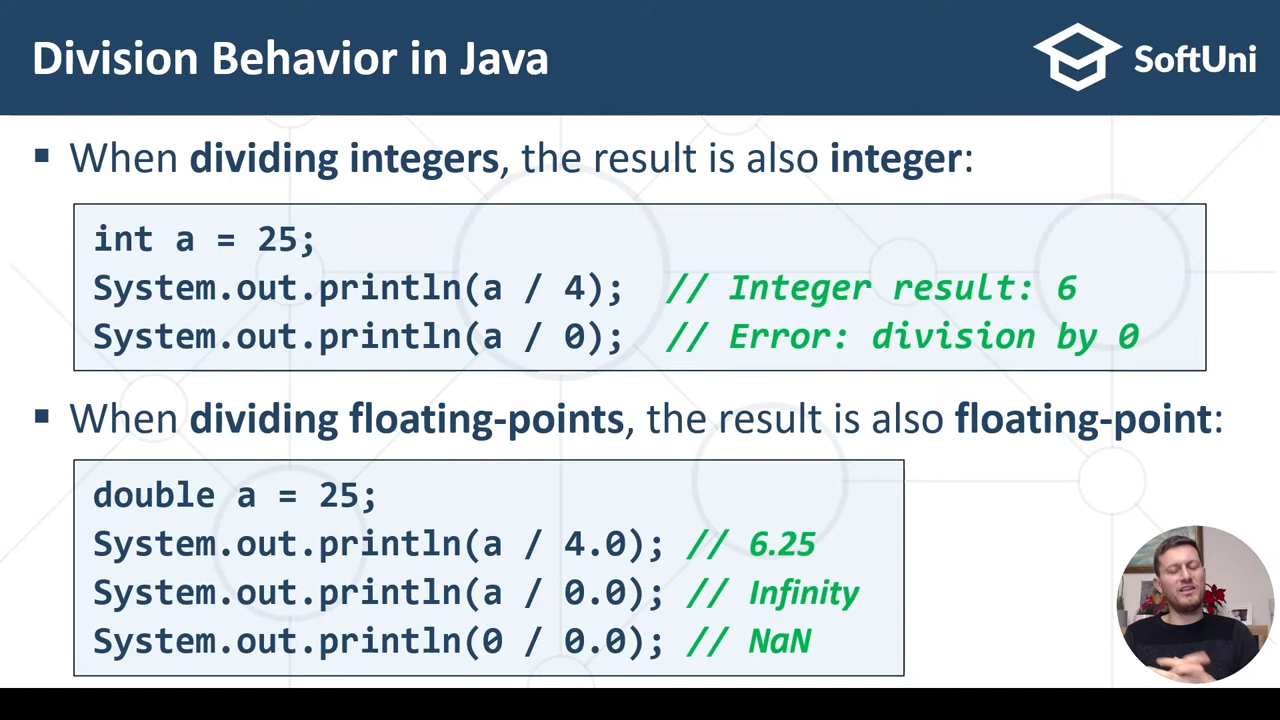 Division Behavior in Java
SoftUni
▪ When dividing integers, the result is also integer:
int a = 25;
System.out.println(a / 4);  // Integer result: 6
System.out.println(a / 0);  // Error: division by 0
▪ When dividing floating-points, the result is also floating-point:
double a = 25;
System.out.println(a / 4.0); // 6.25
System.out.println(a / 0.0); // Infinity
System.out.println(0 / 0.0); // NaN